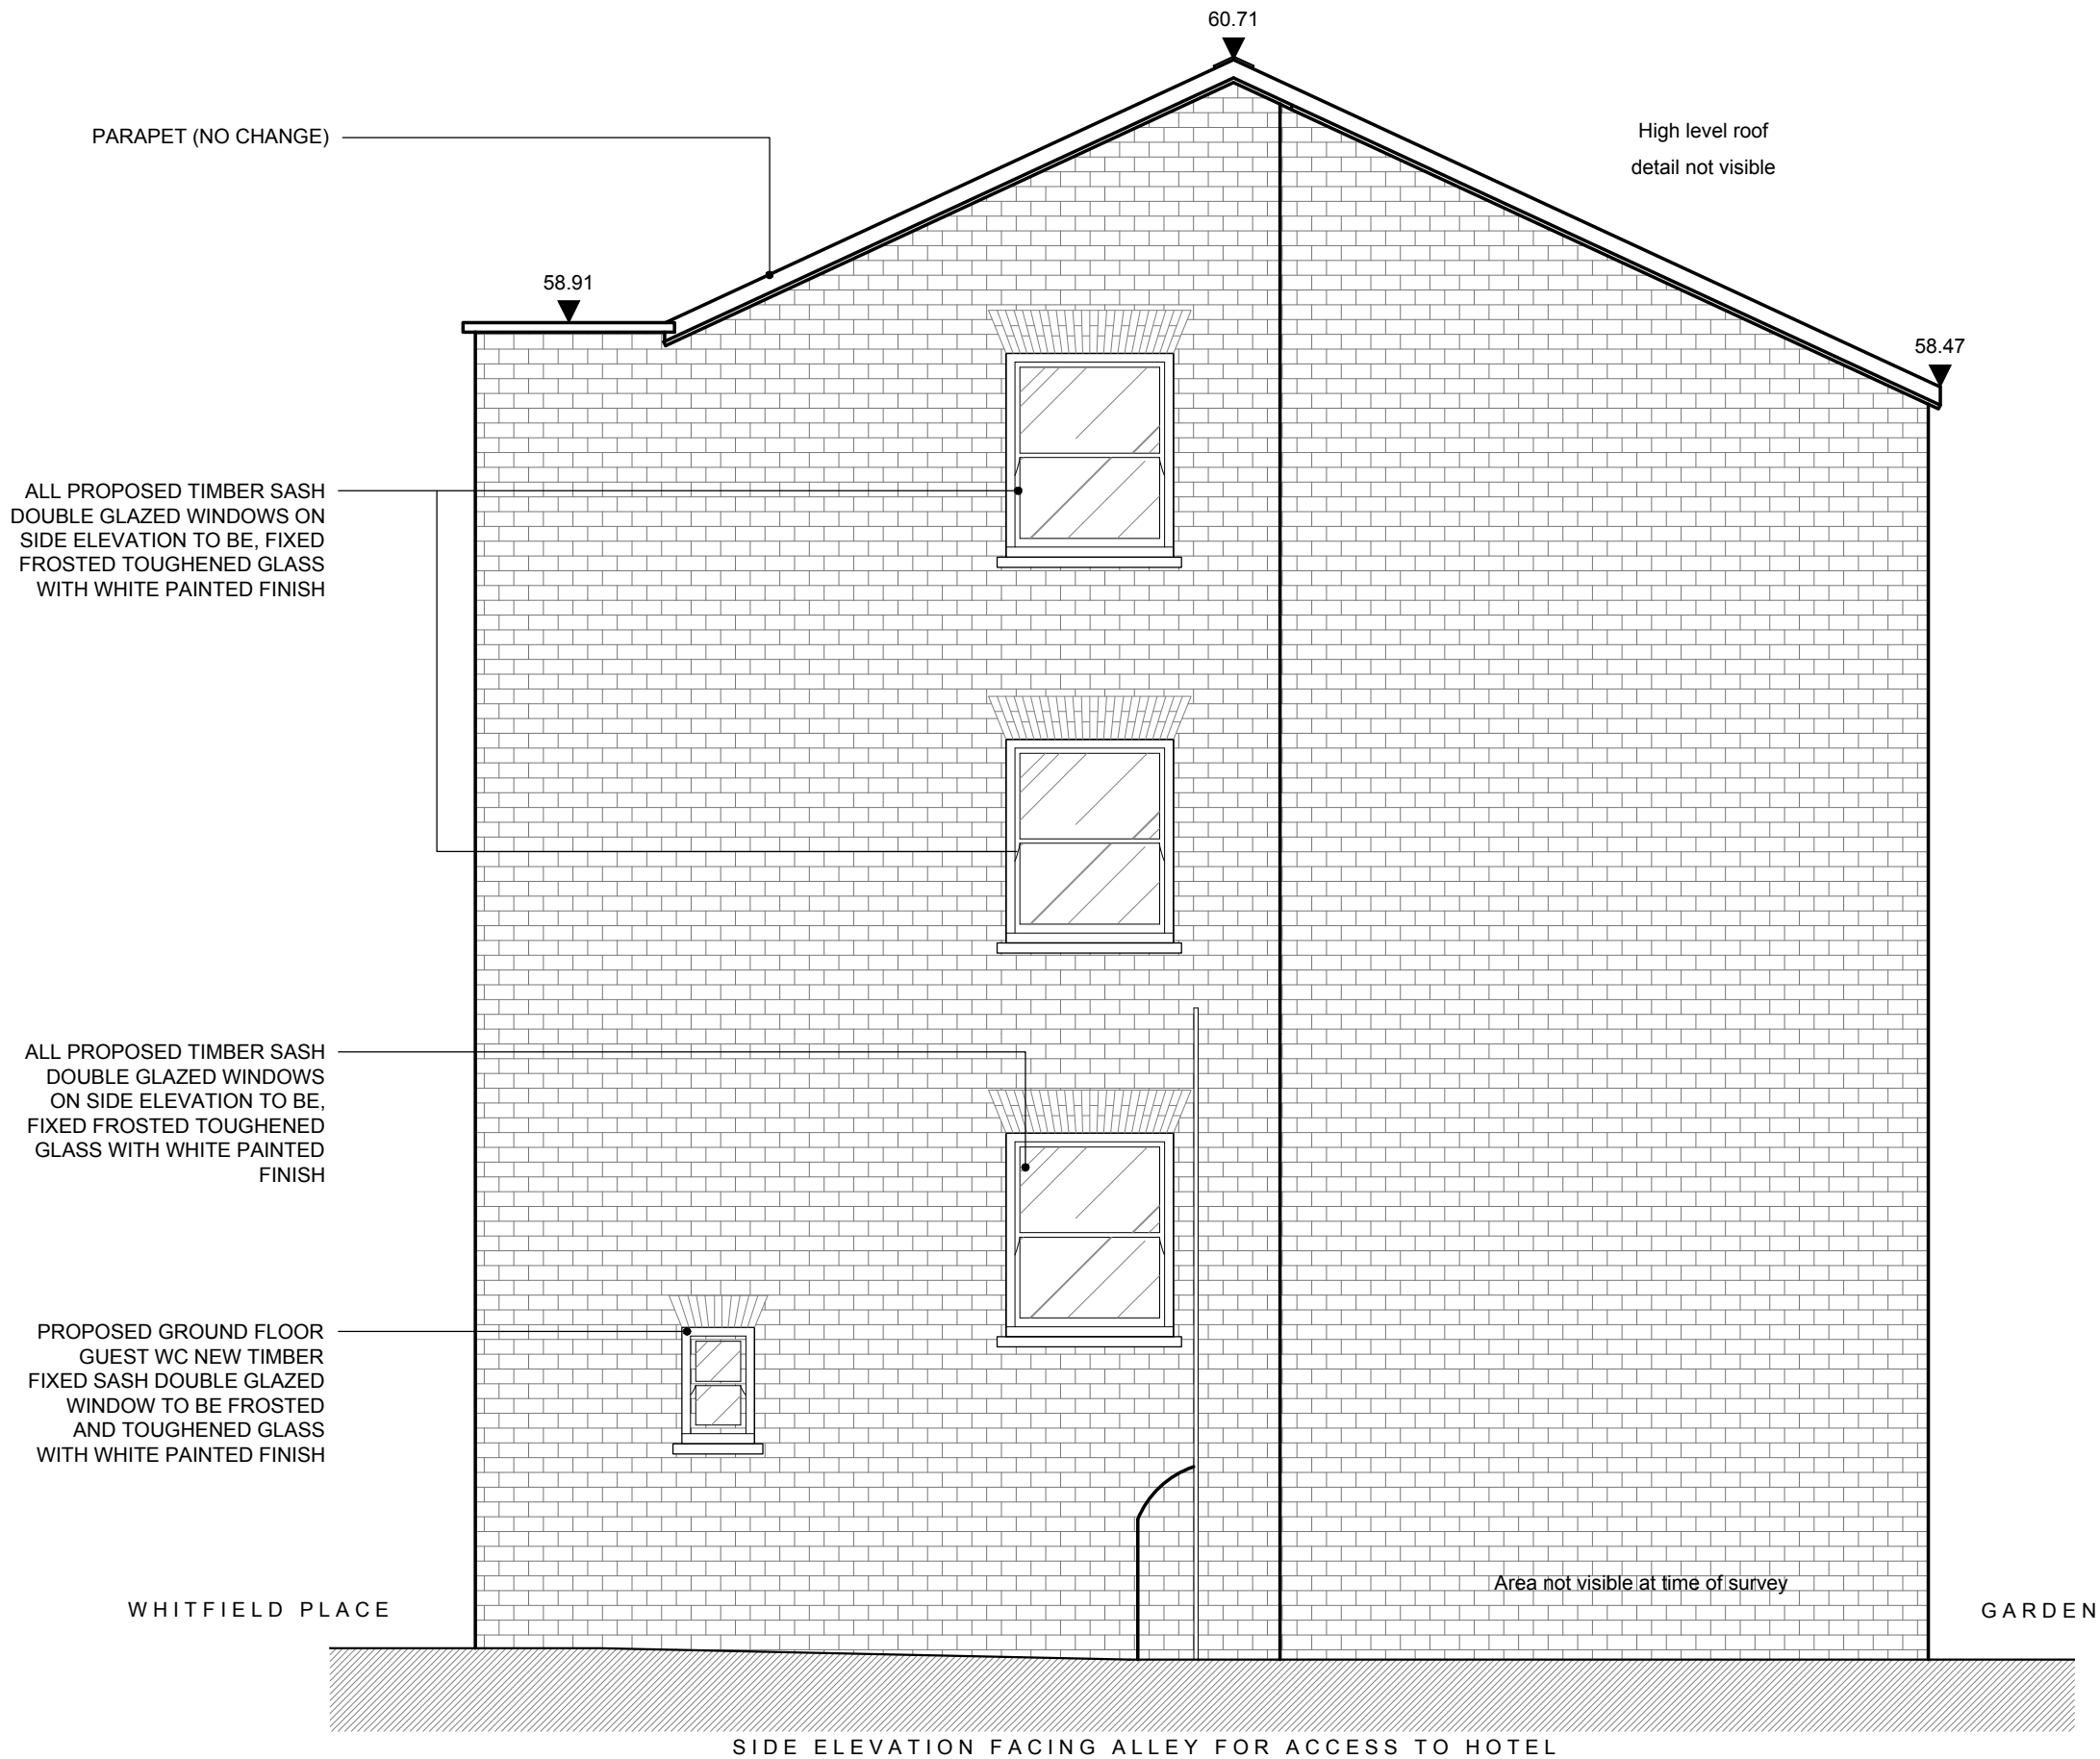 60.71
PARAPET (NO CHANGE)
High level roof
detail not visible
58.91
58.47
ALL PROPOSED TIMBER SASH
DOUBLE GLAZED WINDOWS ON
SIDE ELEVATION TO BE, FIXED
FROSTED TOUGHENED GLASS
WITH WHITE PAINTED FINISH
ALL PROPOSED TIMBER SASH
DOUBLE GLAZED WINDOWS
ON SIDE ELEVATION TO BE,
FIXED FROSTED TOUGHENED
GLASS WITH WHITE PAINTED
FINISH
PROPOSED GROUND FLOOR
GUEST WC NEW TIMBER
FIXED SASH DOUBLE GLAZED
WINDOW TO BE FROSTED
AND TOUGHENED GLASS
WITH WHITE PAINTED FINISH
Area not visible at time of survey
WHITFIELD PLACE
GARDEN
SIDE ELEVATION FACING ALLEY FOR ACCESS TO HOTEL